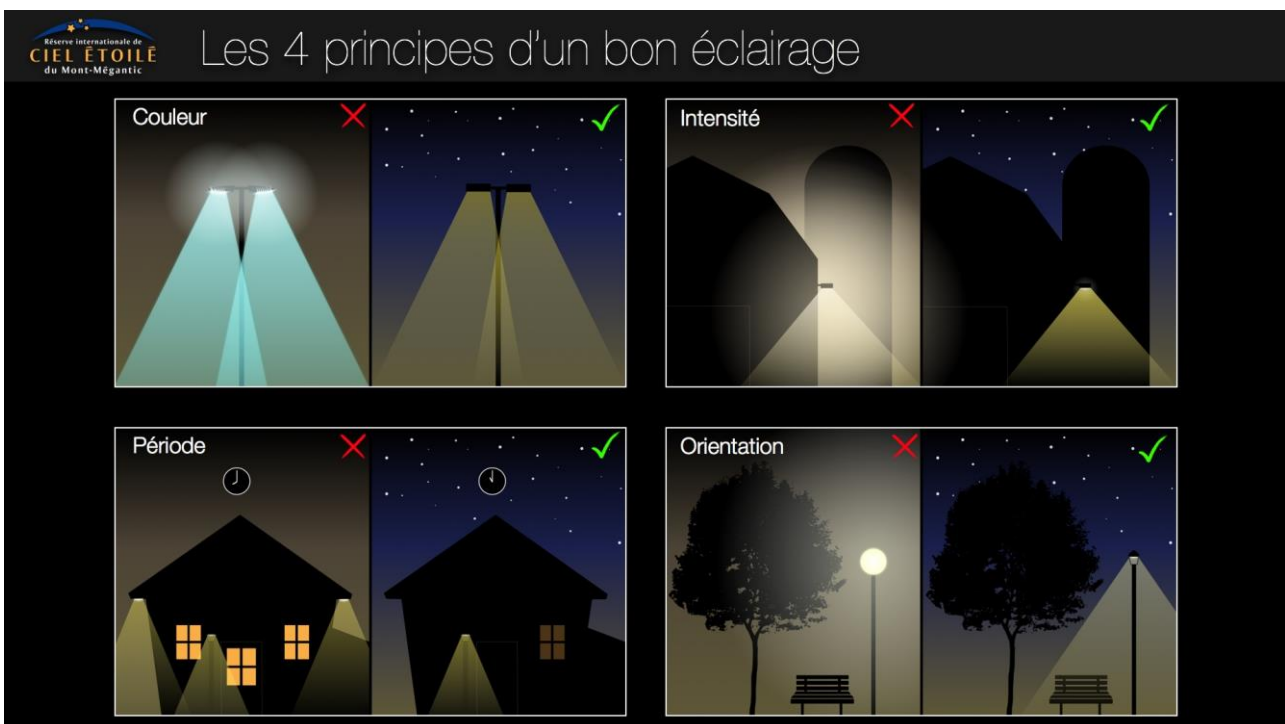 Réserve internationale de
CIEL ÉTOILÉ
du Mont-Mégantic
Les 4 principes d'un bon éclairage
Couleur
Intensité
Période
Orientation